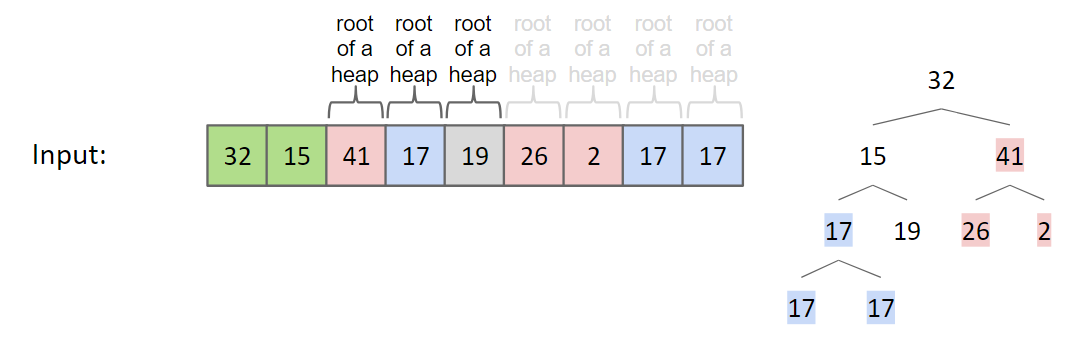 root root root root root root root
of a of a of a of a of a of a of a
heap heap heap heap heap heap heap
Input: 32 15 41 17 19 26 2 17 17
32
15 41
17 19 26 2
17 17